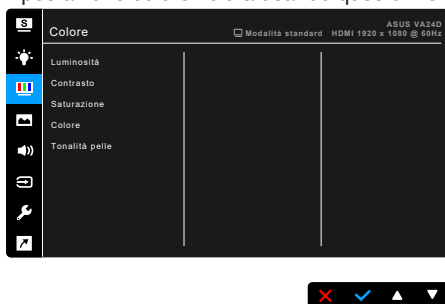 S
Colore
ASUS VA24D
Modalità standard HDMI 1920 x 1080 @ 60Hz
Luminosità
Contrasto
Saturazione
Colore
Tonalità pelle